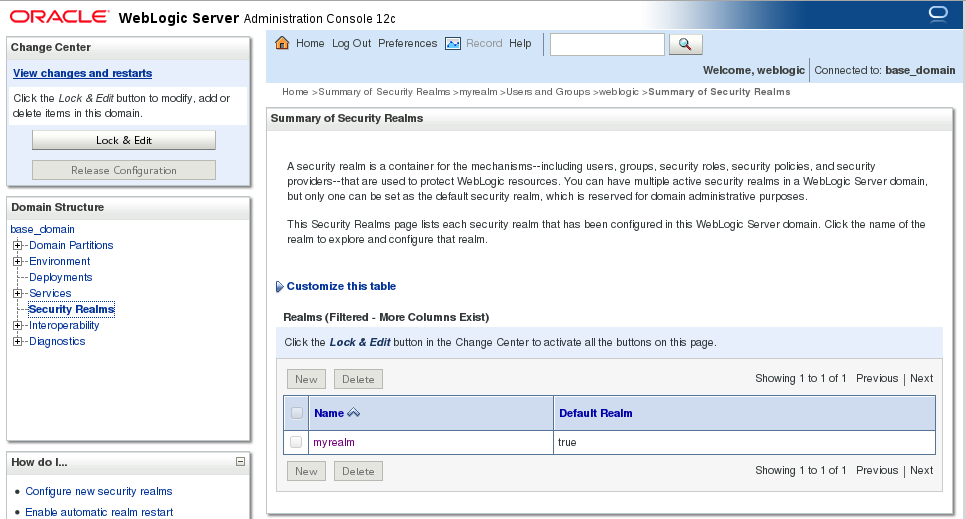 ORACLE WebLogic Server Administration Console 12c
Change Center
View changes and restarts
Click the Lock & Edit button to modify, add or
delete items in this domain.
Lock & Edit
Release Configuration
Domain Structure
base_domain
Domain Partitions
Environment
Deployments
Services
Security Realms
Interoperability
Diagnostics
How do I...
Configure new security realms
Enable automatic realm restart
Home Log Out Preferences Record Help
Welcome, weblogic Connected to: base_domain
Home >Summary of Security Realms >myrealm >Users and Groups >weblogic >Summary of Security Realms
Summary of Security Realms
A security realm is a container for the mechanisms--including users, groups, security roles, security policies, and security
providers--that are used to protect WebLogic resources. You can have multiple active security realms in a WebLogic Server domain,
but only one can be set as the default security realm, which is reserved for domain administrative purposes.
This Security Realms page lists each security realm that has been configured in this WebLogic Server domain. Click the name of the
realm to explore and configure that realm.
Customize this table
Realms (Filtered - More Columns Exist)
Click the Lock & Edit button in the Change Center to activate all the buttons on this page.
New Delete Showing 1 to 1 of 1 Previous | Next
Name Default Realm
myrealm true
New Delete Showing 1 to 1 of 1 Previous | Next